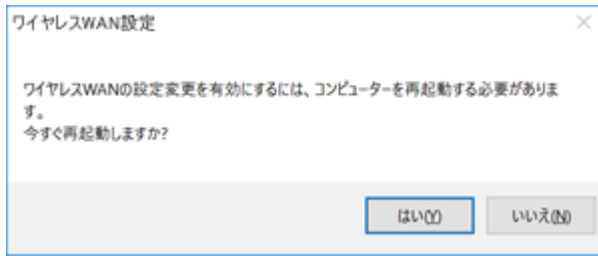 ワイヤレスWAN設定
ワイヤレスWANの設定変更を有効にするには、コンピューターを再起動する必要がありま
す。
今すぐ再起動しますか?
はい(Y) いいえ(N)